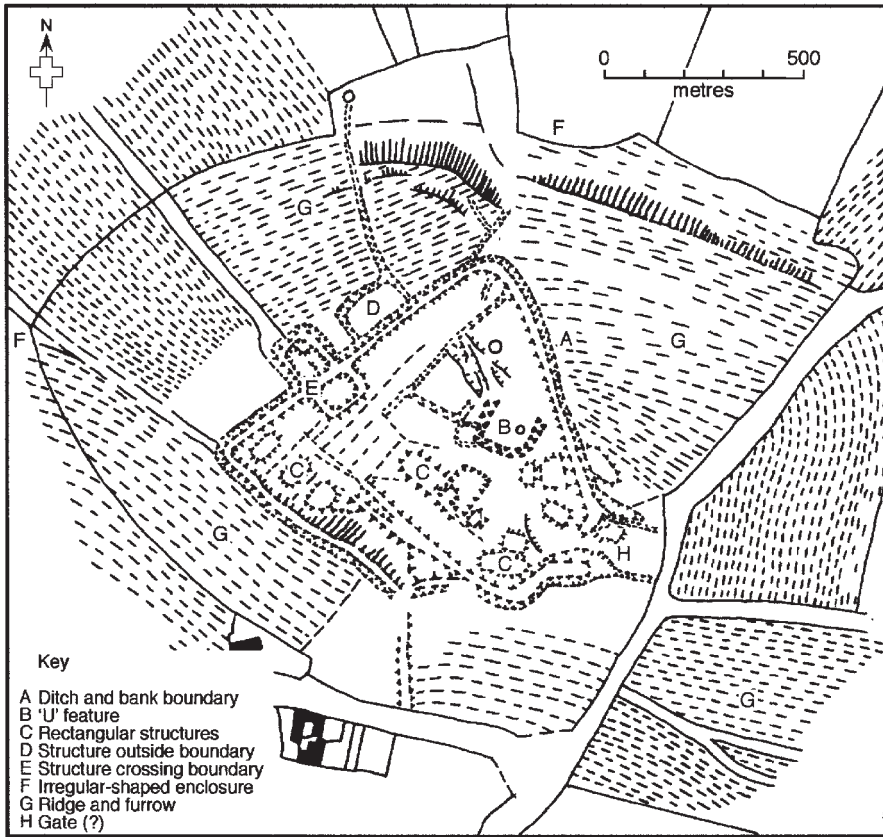 N
0 500
metres
F
G
D
A
F
G
E
B
C
C
G
H
C
G
Key
A Ditch and bank boundary
B 'U' feature
C Rectangular structures
D Structure outside boundary
E Structure crossing boundary
F Irregular-shaped enclosure
G Ridge and furrow
H Gate (?)